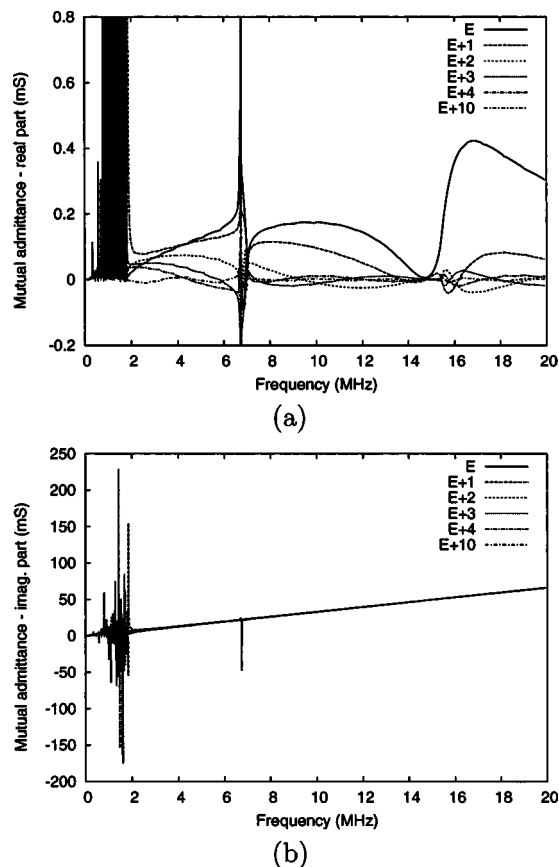 0.8
0.6
0.4
0.2
0
-0.2
Mutual admittance - real part (mS)
E
E+1
E+2
E+3
E+4
E+10
0 2 4 6 8 10 12 14 16 18 20
Frequency (MHz)
(a)
250
200
150
100
50
0
-50
-100
-150
-200
Mutual admittance - imag. part (mS)
E
E+1
E+2
E+3
E+4
E+10
0 2 4 6 8 10 12 14 16 18 20
Frequency (MHz)
(b)